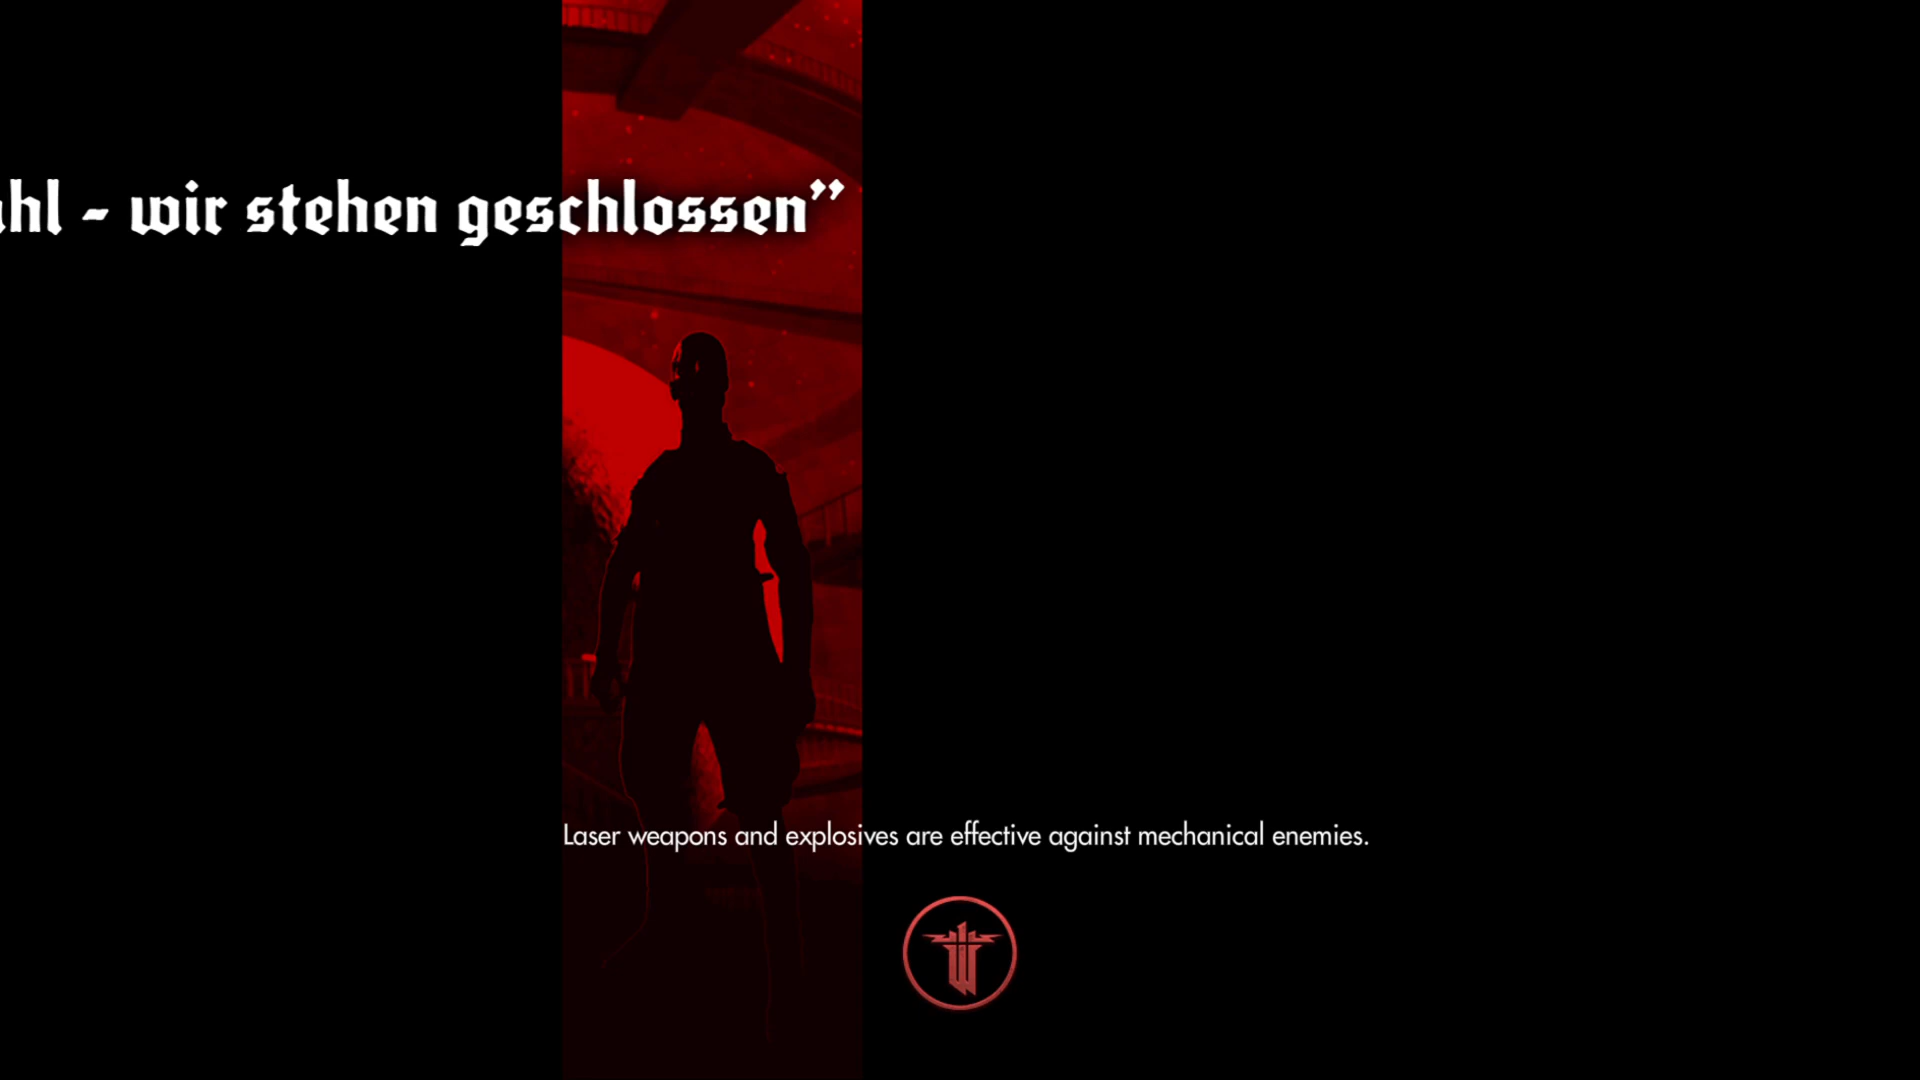 hl - wir stehen geschlossen”
Laser weapons and explosives are effective against mechanical enemies.